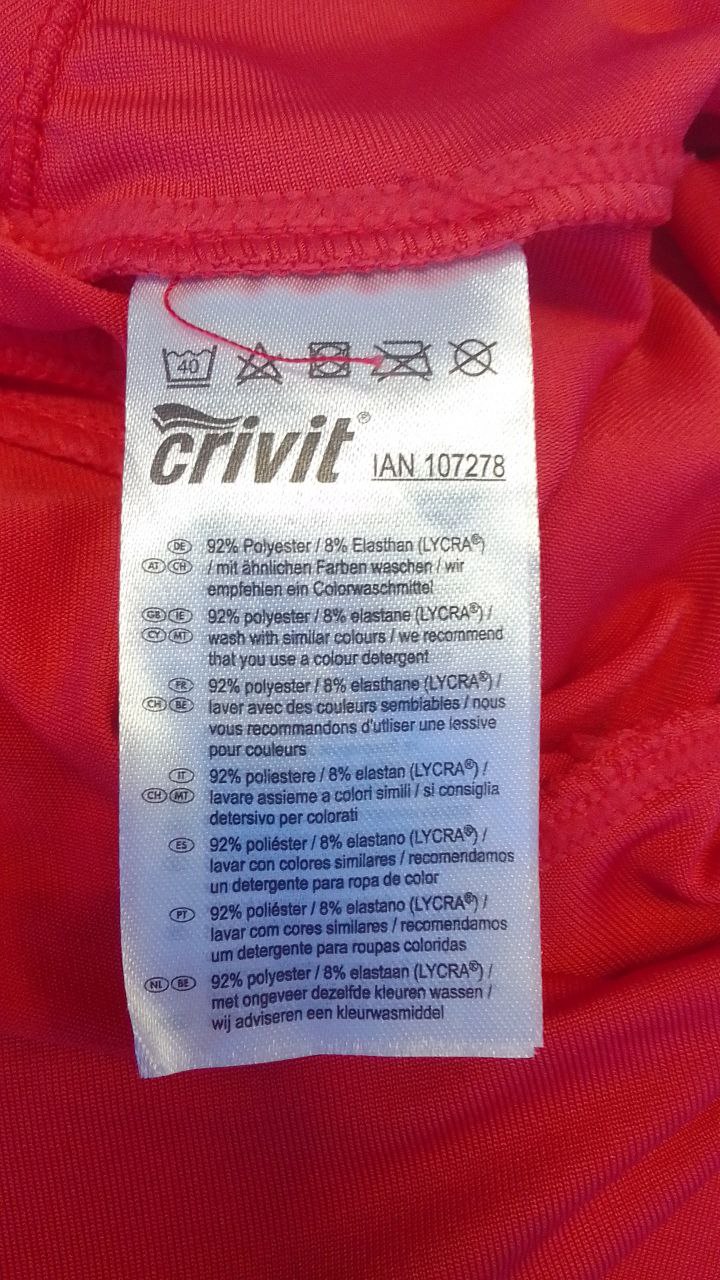 40
crivit® IAN 107278
DE 92% Polyester / 8% Elasthan (LYCRA®)
AT CH / mit ähnlichen Farben waschen / wir
empfehlen ein Colorwaschmittel
GB IE 92% polyester / 8% elastane (LYCRA®) /
CY MT wash with similar colours / we recommend
that you use a colour detergent
FR 92% polyester / 8% elasthane (LYCRA®) /
CH BE laver avec des couleurs semblables / nous
vous recommandons d'utliser une lessive
pour couleurs
IT 92% poliestere / 8% elastan (LYCRA®) /
CH MT lavare assieme a colori simili / si consiglia
detersivo per colorati
ES 92% poliéster / 8% elastano (LYCRA®) /
lavar con colores similares / recomendamos
un detergente para ropa de color
PT 92% poliéster / 8% elastano (LYCRA®) /
lavar com cores similares / recomendamos
um detergente para roupas coloridas
NL BE 92% polyester / 8% elastaan (LYCRA®) /
met ongeveer dezelfde kleuren wassen /
wij adviseren een kleurwasmiddel